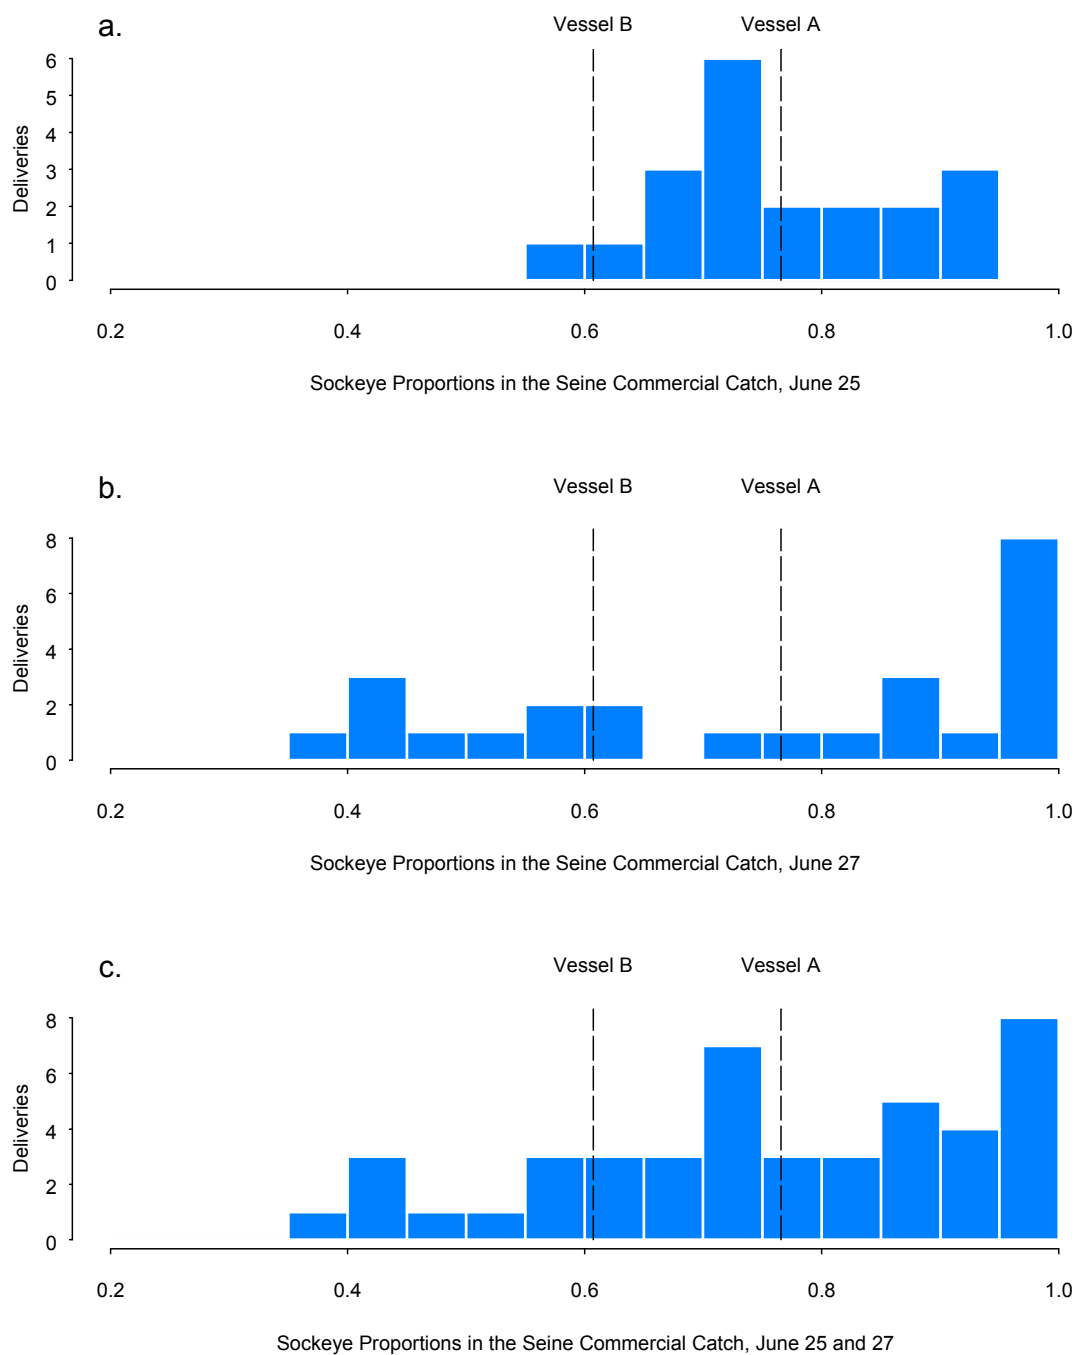 a.
Vessel B Vessel A
6
5
4
3
2
1
0
Deliveries
0.2 0.4 0.6 0.8 1.0
Sockeye Proportions in the Seine Commercial Catch, June 25
b.
Vessel B Vessel A
8
6
4
2
0
Deliveries
0.2 0.4 0.6 0.8 1.0
Sockeye Proportions in the Seine Commercial Catch, June 27
c.
Vessel B Vessel A
8
6
4
2
0
Deliveries
0.2 0.4 0.6 0.8 1.0
Sockeye Proportions in the Seine Commercial Catch, June 25 and 27